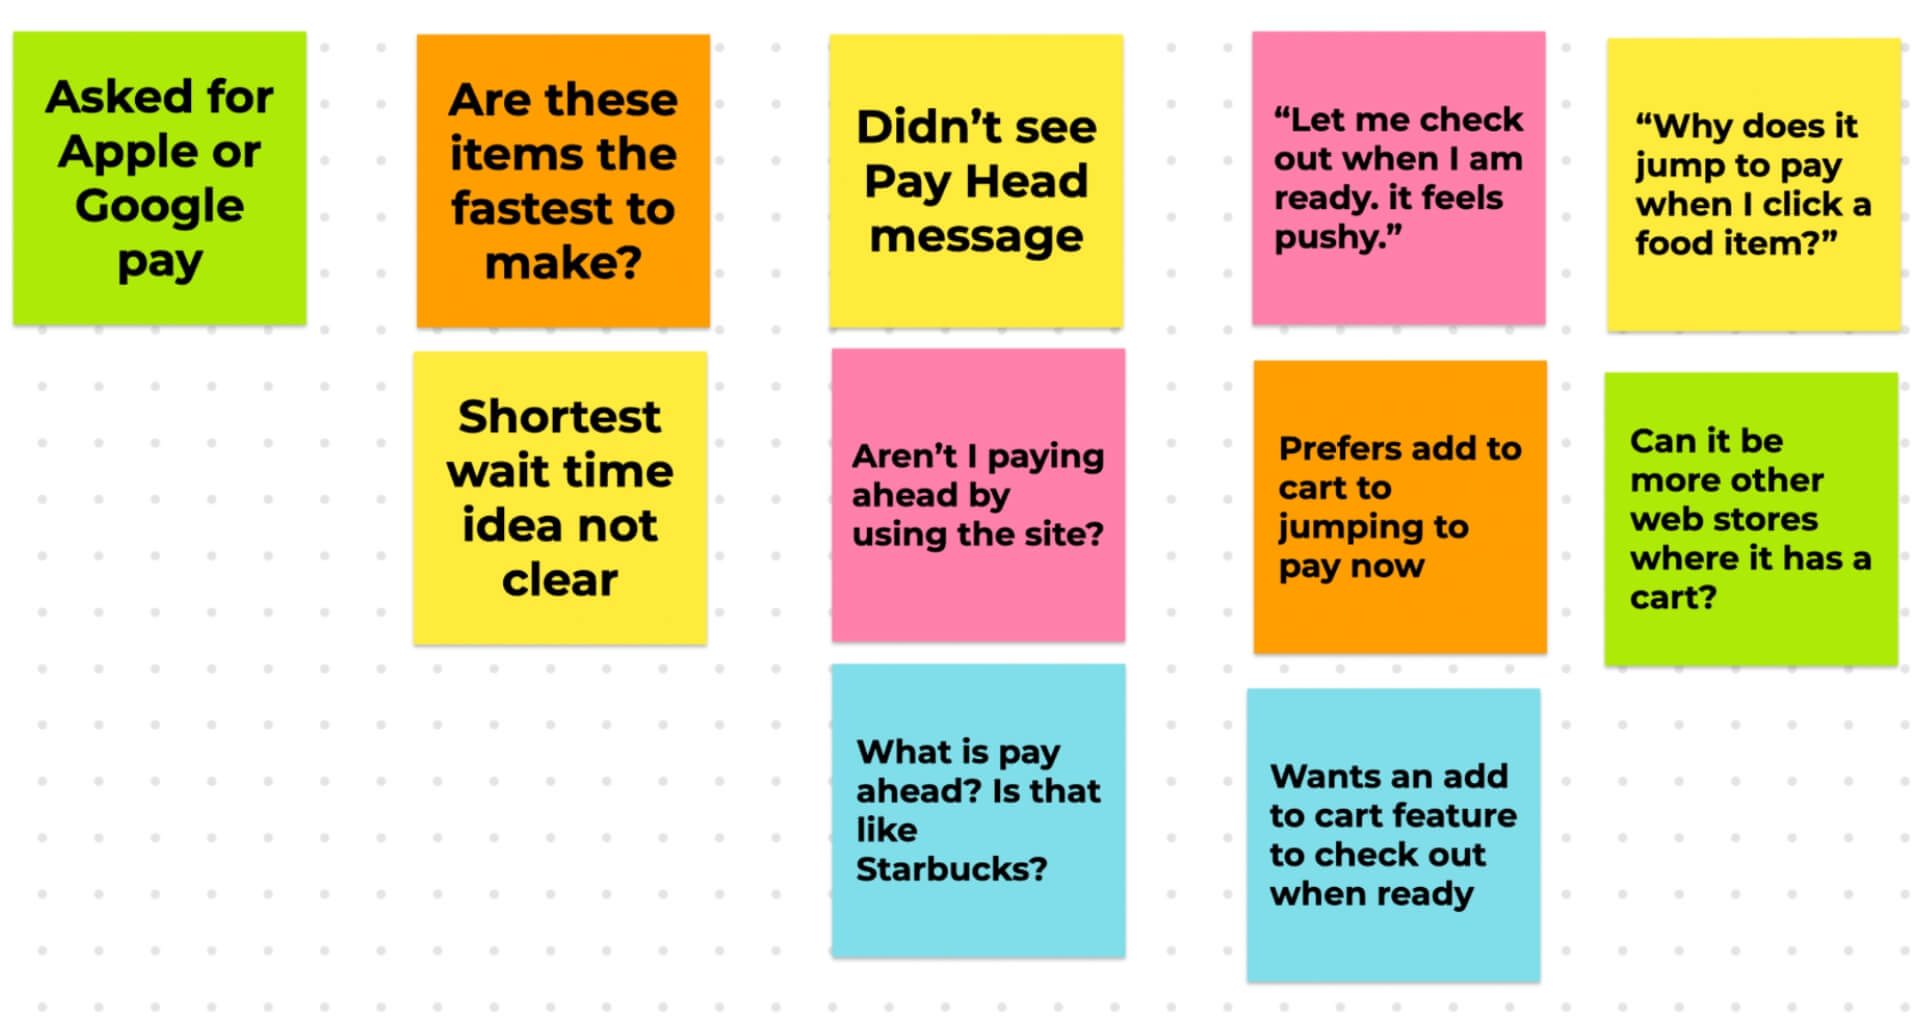 Asked for
Apple or
Google
pay
Are these
items the
fastest to
make?
Didn’t see
Pay Head
message
“Let me check
out when I am
ready. it feels
pushy.”
“Why does it
jump to pay
when I click a
food item?”
Shortest
wait time
idea not
clear
Aren’t I paying
ahead by
using the site?
Prefers add to
cart to
jumping to
pay now
Can it be
more other
web stores
where it has a
cart?
What is pay
ahead? Is that
like
Starbucks?
Wants an add
to cart feature
to check out
when ready